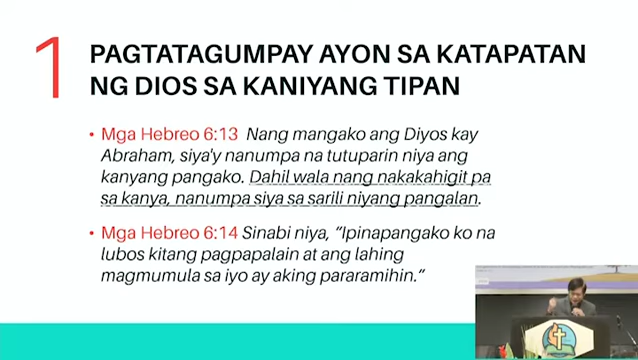 1
PAGTATAGUMPAY AYON SA KATAPATAN
NG DIOS SA KANIYANG TIPAN
• Mga Hebreo 6:13 Nang mangako ang Diyos kay
Abraham, siya'y nanumpa na tutuparin niya ang
kanyang pangako. Dahil wala nang nakakahigit pa
sa kanya, nanumpa siya sa sarili niyang pangalan.
• Mga Hebreo 6:14 Sinabi niya, “Ipinapangako ko na
lubos kitang pagpapalain at ang lahing
magmumula sa iyo ay aking pararamihin.”